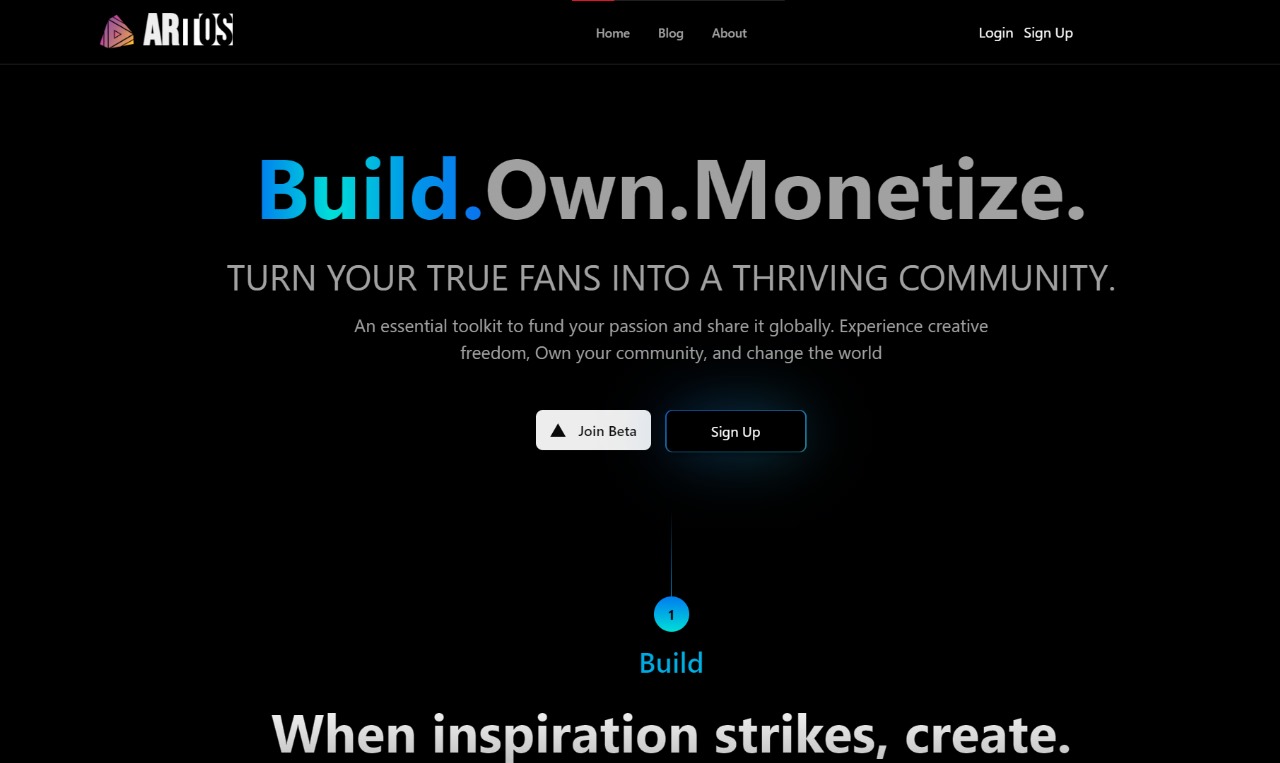 ARTOS
Home Blog About
Login Sign Up
Build.Own.Monetize.
TURN YOUR TRUE FANS INTO A THRIVING COMMUNITY.
An essential toolkit to fund your passion and share it globally. Experience creative
freedom, Own your community, and change the world
Join Beta
Sign Up
1
Build
When inspiration strikes, create.